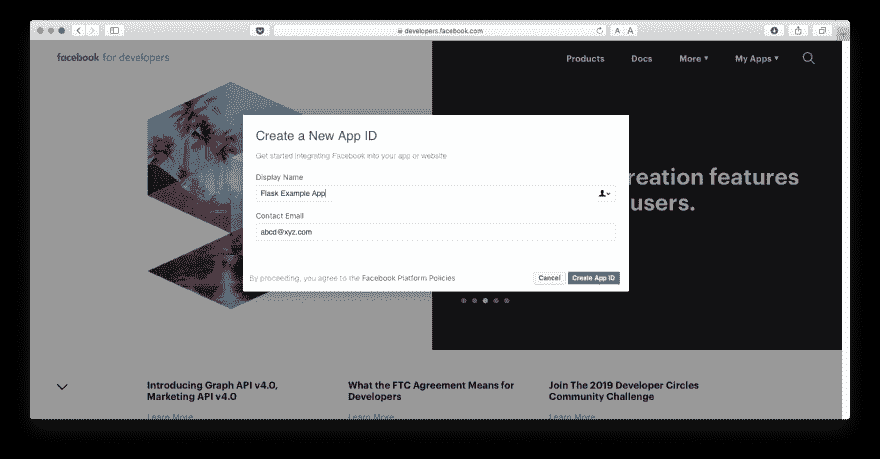 developers.facebook.com
A A
facebook for developers
Products Docs More My Apps
Create a New App ID
Get started integrating Facebook into your app or website
Display Name
Flask Example App
Contact Email
abcd@xyz.com
By proceeding, you agree to the Facebook Platform Policies
Cancel Create App ID
reation features
users.
Introducing Graph API v4.0,
Marketing API v4.0
Learn More
What the FTC Agreement Means for
Developers
Learn More
Join The 2019 Developer Circles
Community Challenge
Learn More